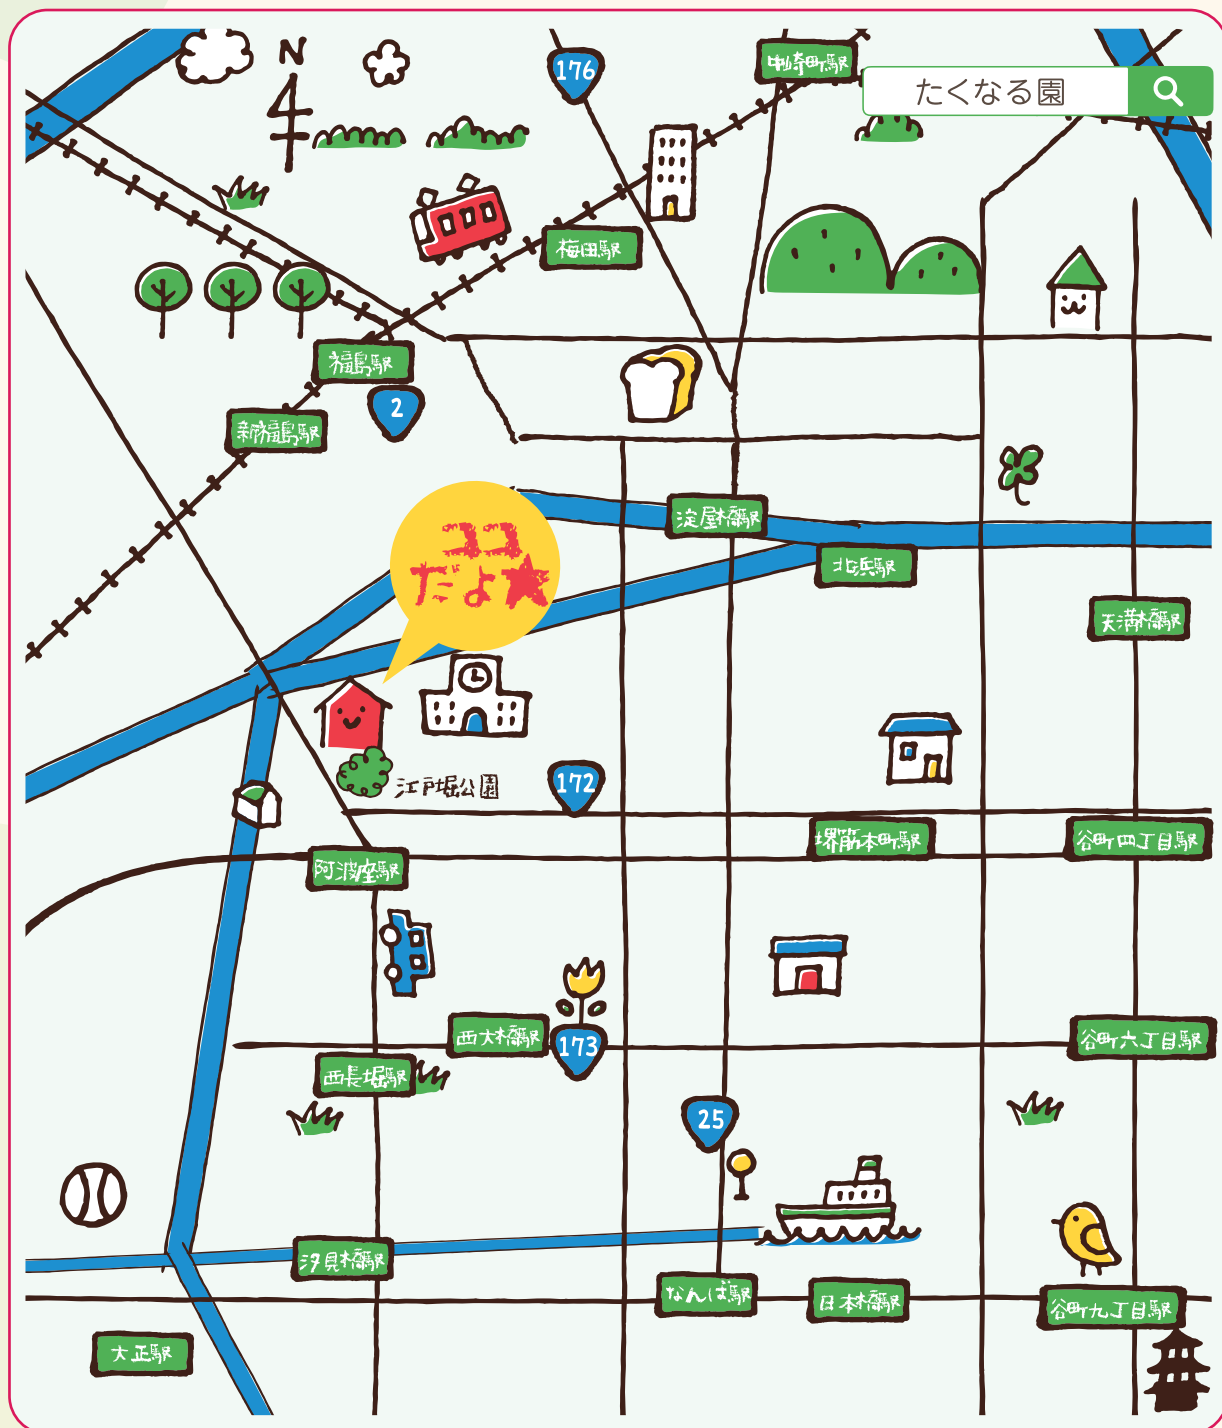 N
176
中崎町駅
たくなる園
梅田駅
福島駅
2
新福島駅
淀屋橋駅
ココ
だよ★
北浜駅
天満橋駅
江戸堀公園
172
堺筋本町駅
谷町四丁目駅
阿波座駅
西大橋駅
173
谷町六丁目駅
西長堀駅
25
汐見橋駅
なんば駅
日本橋駅
谷町九丁目駅
大正駅